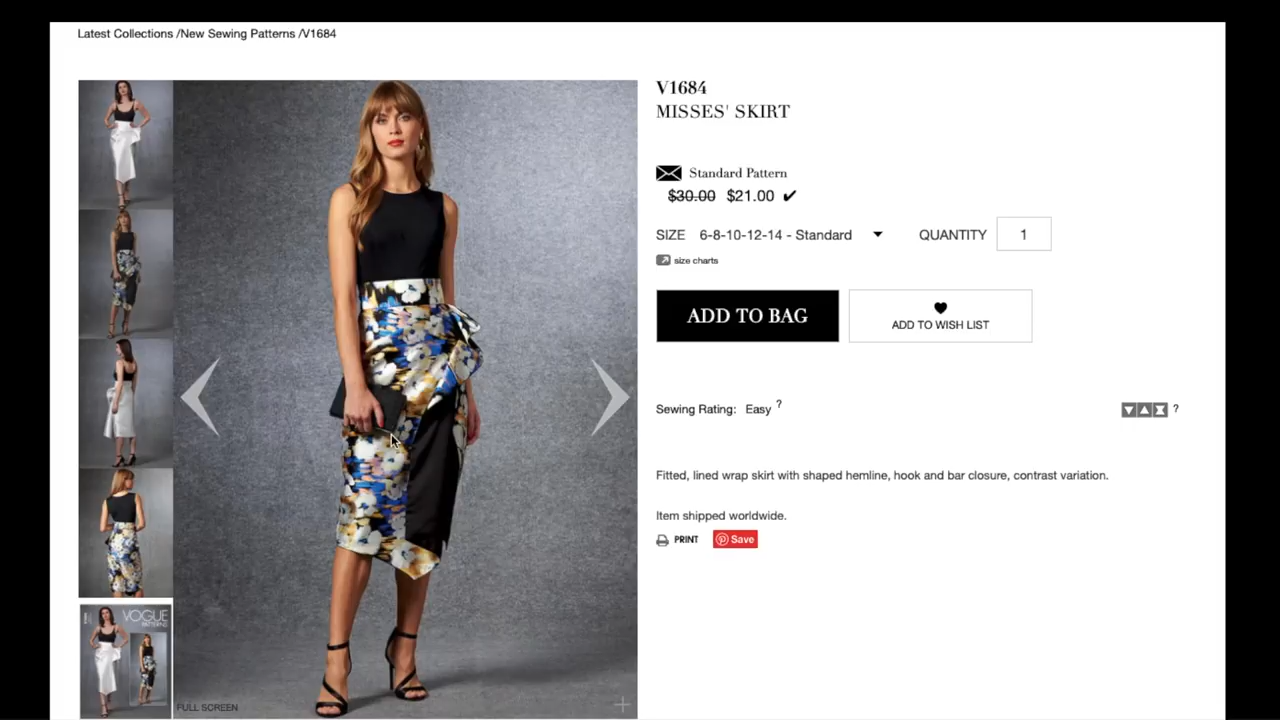 Latest Collections /New Sewing Patterns /V1684
V1684
MISSES' SKIRT
Standard Pattern
$30.00 $21.00 ✔
SIZE 6-8-10-12-14 - Standard QUANTITY 1
size charts
ADD TO BAG
ADD TO WISH LIST
Sewing Rating: Easy ?
?
Fitted, lined wrap skirt with shaped hemline, hook and bar closure, contrast variation.
Item shipped worldwide.
PRINT Save
VOGUE
PATTERNS
FULL SCREEN